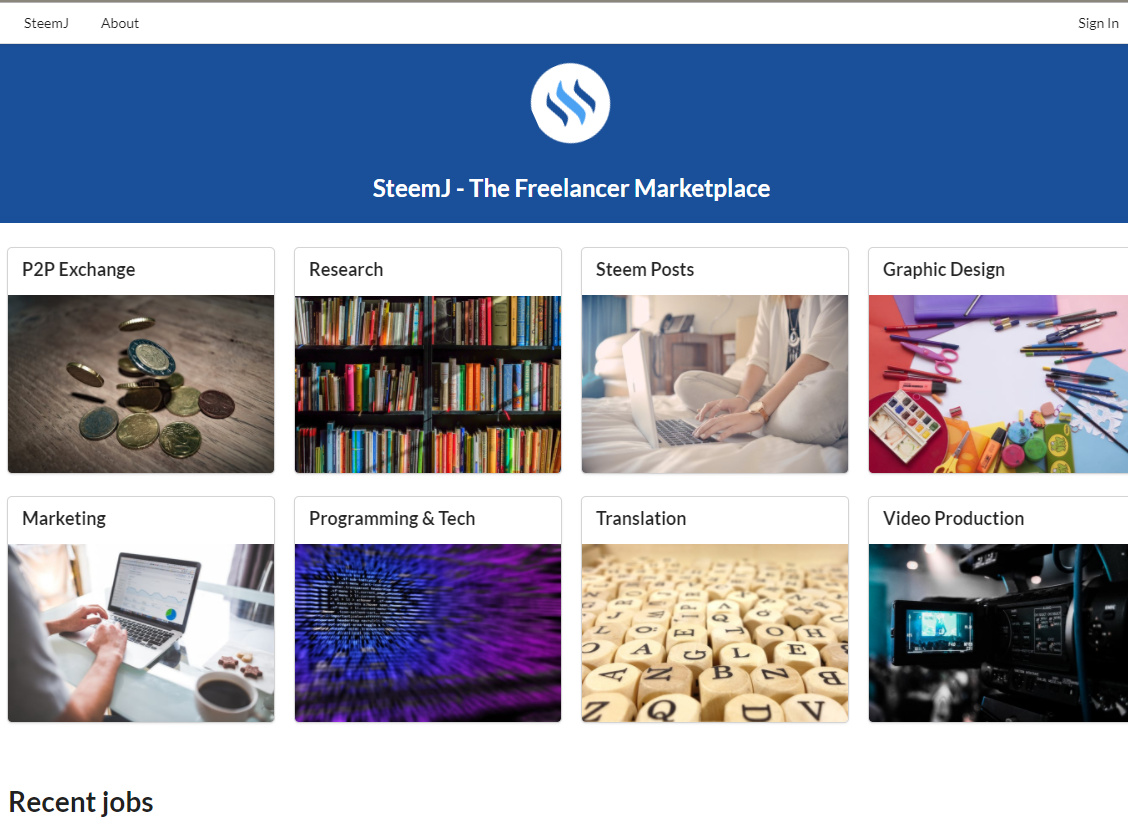 SteemJ About Sign In
SteemJ - The Freelancer Marketplace
P2P Exchange Research Steem Posts Graphic Design
Marketing Programming & Tech Translation Video Production
Recent jobs